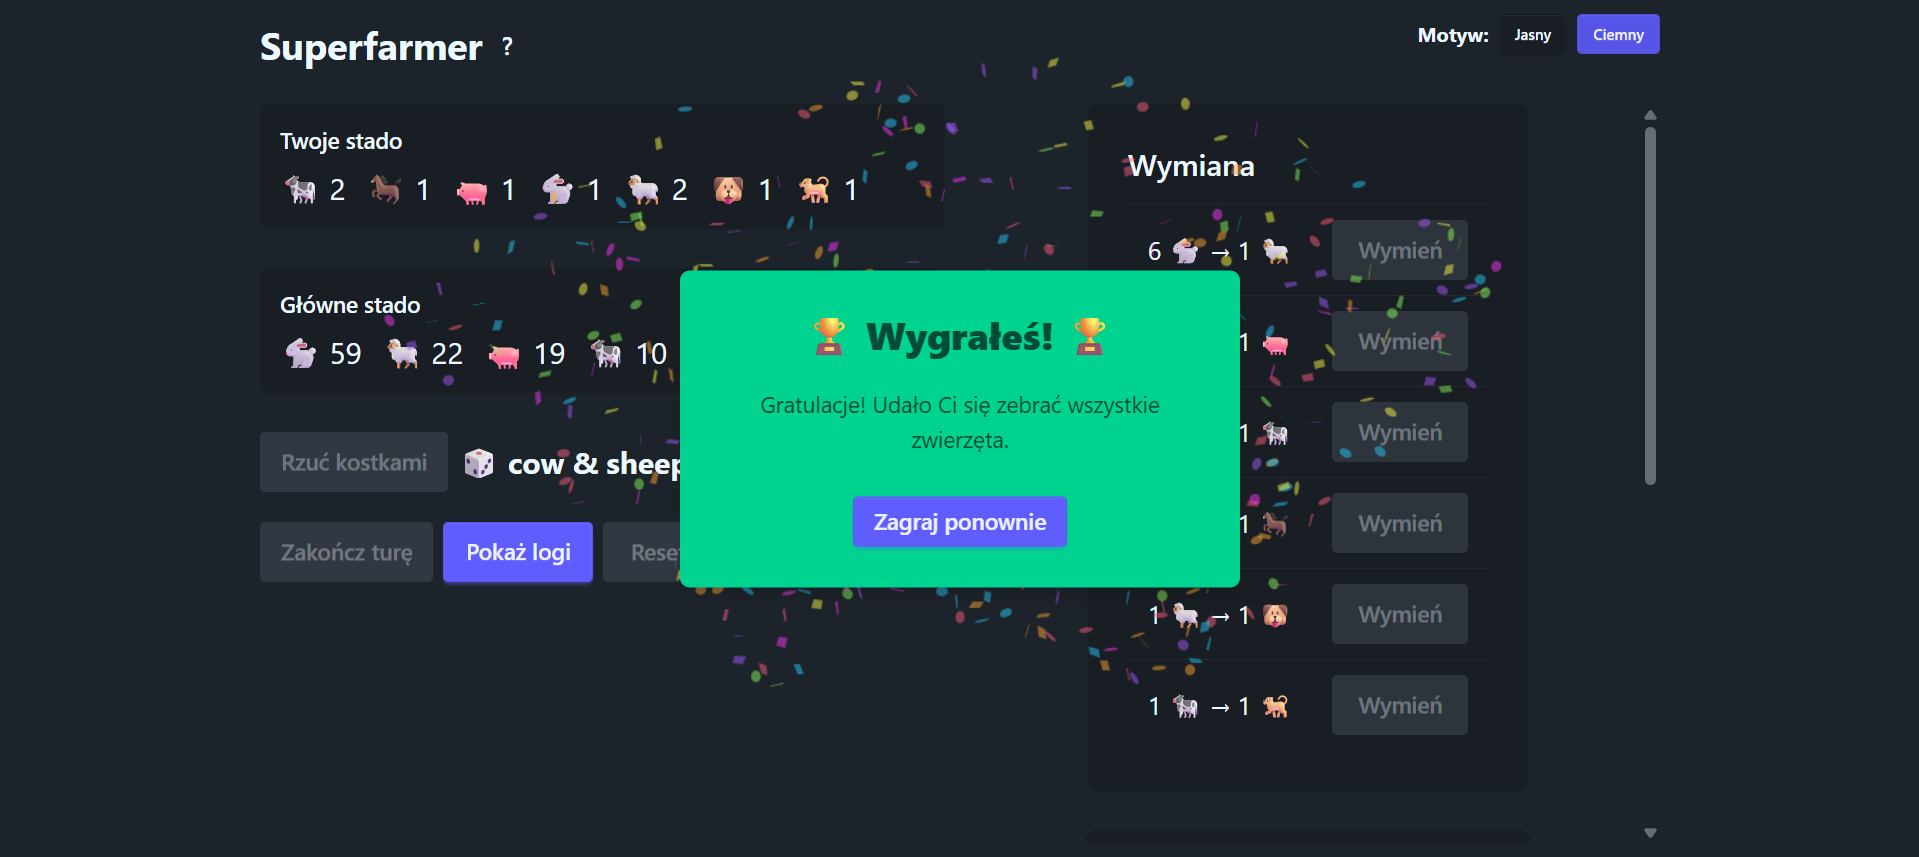 Superfarmer ?
Motyw: Jasny Ciemny
Twoje stado
2 1 1 1 2 1 1
Główne stado
59 22 19 10
Rzuć kostkami cow & sheep
Zakończ turę Pokaż logi Rese
Wygrałeś!
Gratulacje! Udało Ci się zebrać wszystkie
zwierzęta.
Zagraj ponownie
Wymiana
6 → 1 Wymień
1 Wymień
1 Wymień
1 Wymień
1 → 1 Wymień
1 → 1 Wymień